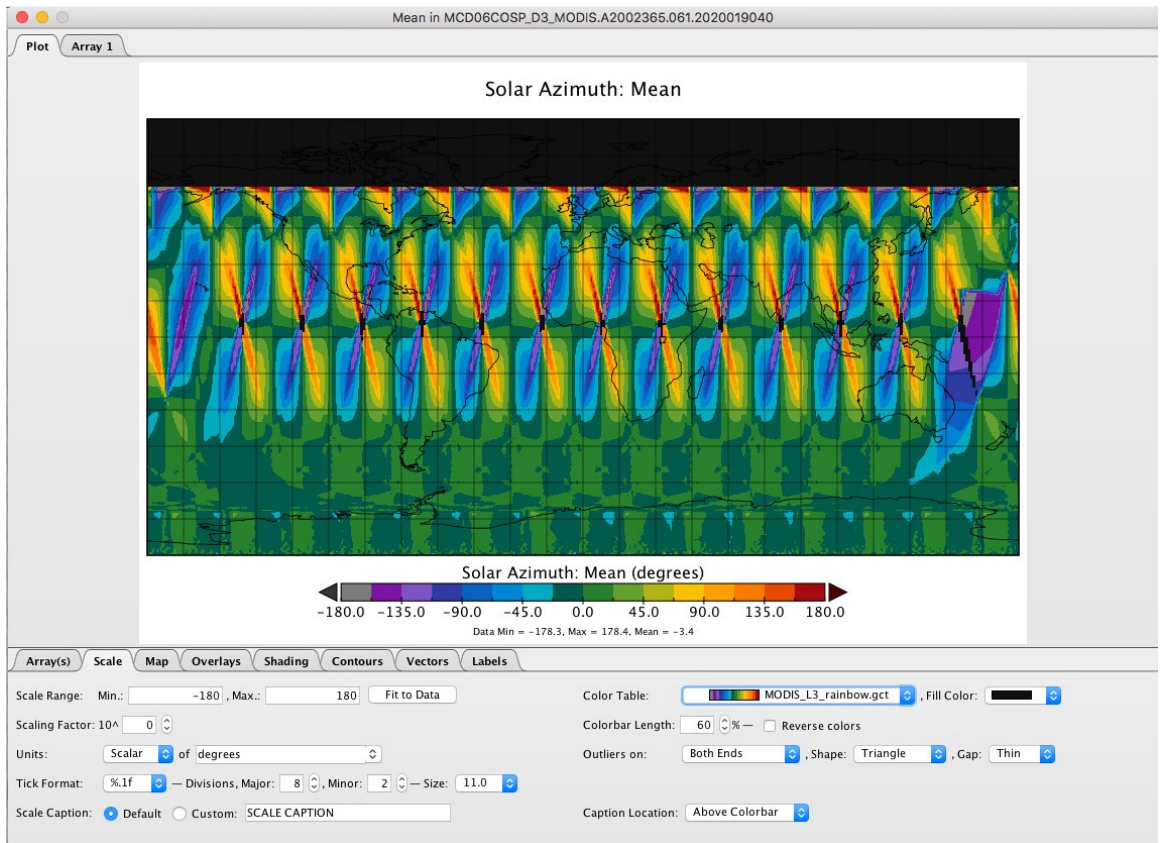 Mean in MCD06COSP_D3_MODIS.A2002365.061.2020019040
Plot Array 1
Solar Azimuth: Mean
Solar Azimuth: Mean (degrees)
-180.0 -135.0 -90.0 -45.0 0.0 45.0 90.0 135.0 180.0
Data Min = -178.3, Max = 178.4, Mean = -3.4
Array(s) Scale Map Overlays Shading Contours Vectors Labels
Scale Range: Min.: -180 , Max.: 180 Fit to Data Color Table: MODIS_L3_rainbow.gct , Fill Color:
Scaling Factor: 10^ 0 Colorbar Length: 60 % — Reverse colors
Units: Scalar of degrees Outliers on: Both Ends , Shape: Triangle , Gap: Thin
Tick Format: %.1f — Divisions, Major: 8 , Minor: 2 — Size: 11.0
Scale Caption: Default Custom: SCALE CAPTION Caption Location: Above Colorbar